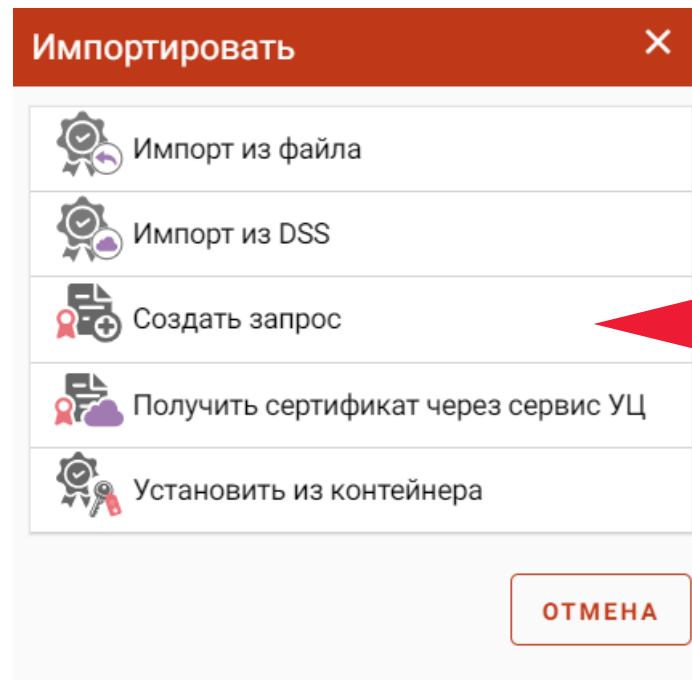 Импортировать
Импорт из файла
Импорт из DSS
Создать запрос
Получить сертификат через сервис УЦ
Установить из контейнера
ОТМЕНА